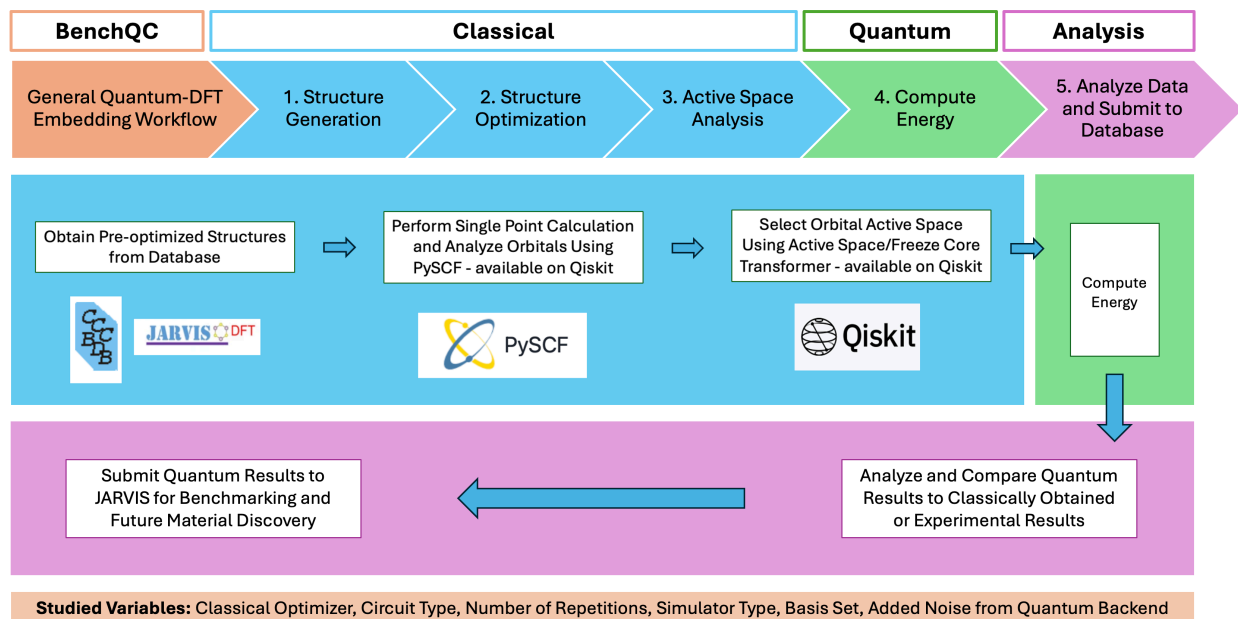 BenchQC
Classical
Quantum
Analysis
General Quantum-DFT
Embedding Workflow
1. Structure
Generation
2. Structure
Optimization
3. Active Space
Analysis
4. Compute
Energy
5. Analyze Data
and Submit to
Database
Obtain Pre-optimized Structures
from Database
Perform Single Point Calculation
and Analyze Orbitals Using
PySCF - available on Qiskit
Select Orbital Active Space
Using Active Space/Freeze Core
Transformer - available on Qiskit
Compute
Energy
CCCBDB
JARVIS DFT
PySCF
Qiskit
Submit Quantum Results to
JARVIS for Benchmarking and
Future Material Discovery
Analyze and Compare Quantum
Results to Classically Obtained
or Experimental Results
Studied Variables: Classical Optimizer, Circuit Type, Number of Repetitions, Simulator Type, Basis Set, Added Noise from Quantum Backend